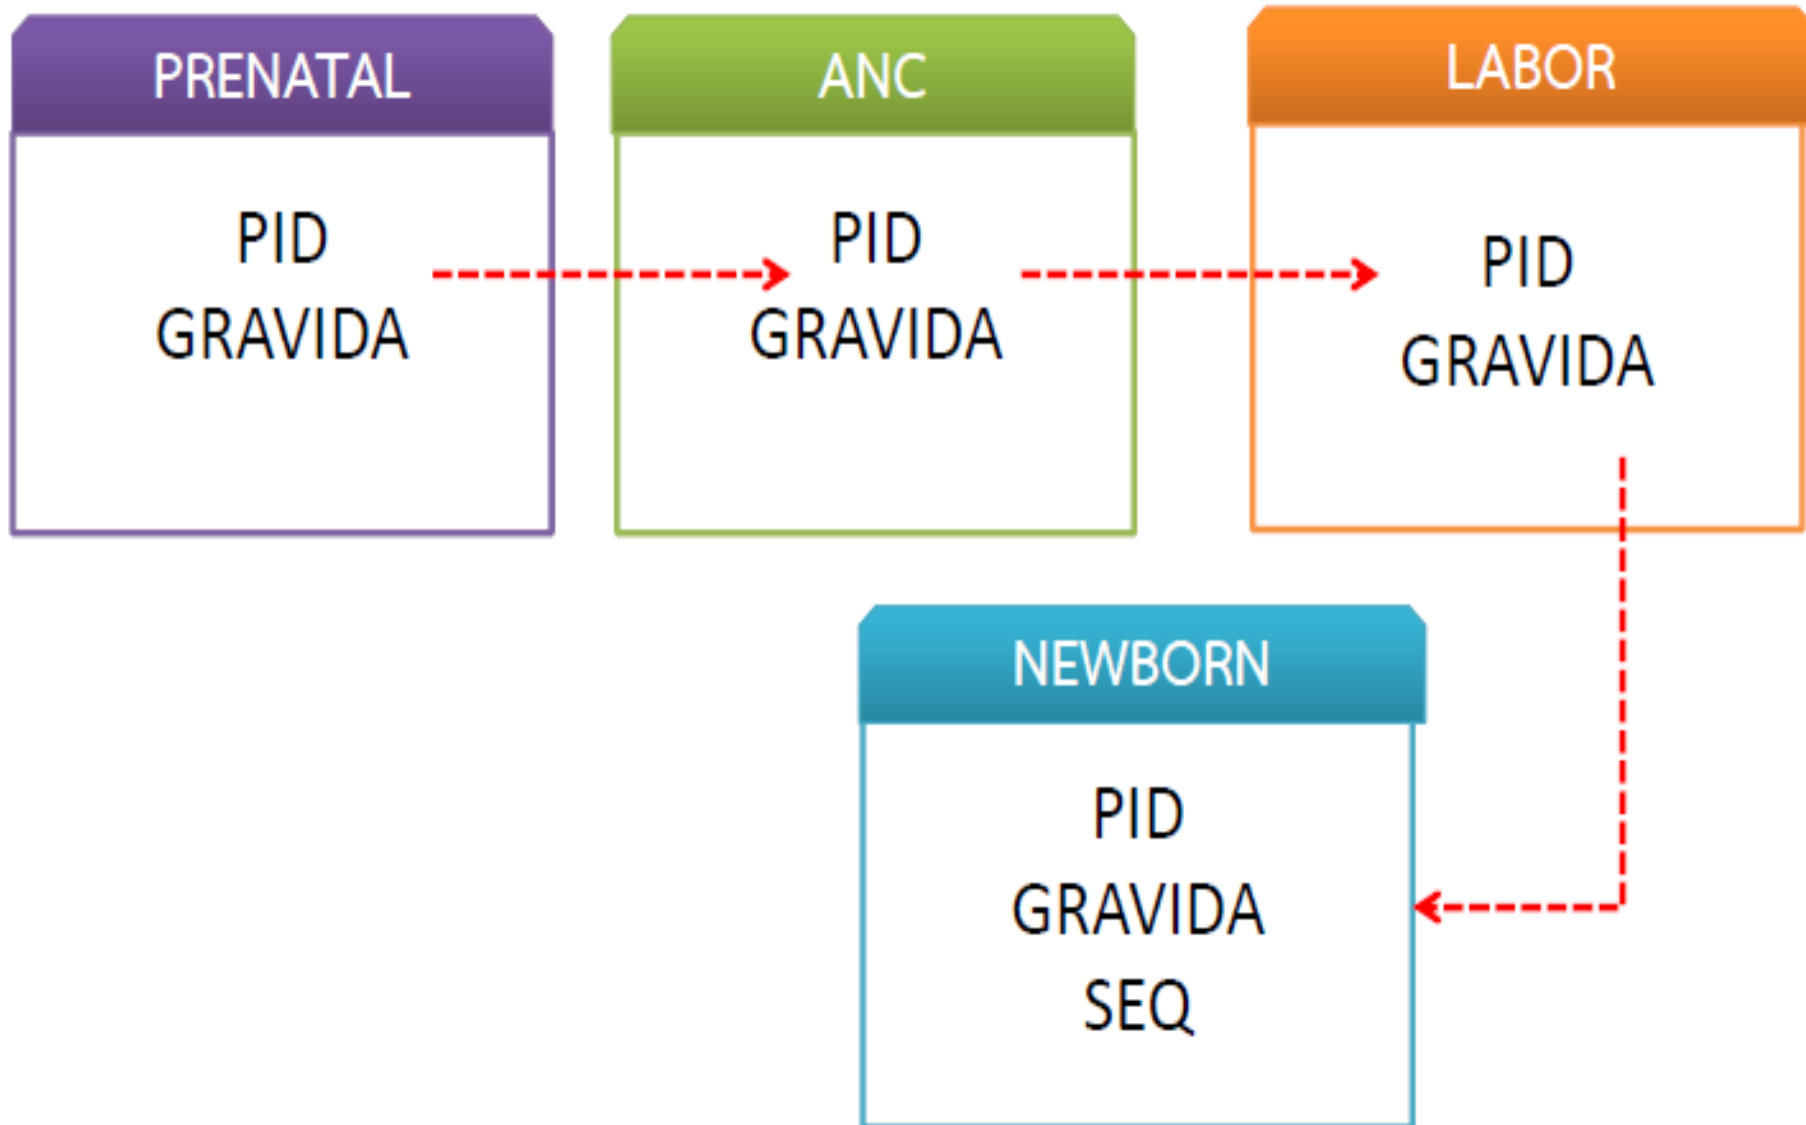 PRENATAL
PID
GRAVIDA
ANC
PID
GRAVIDA
LABOR
PID
GRAVIDA
NEWBORN
PID
GRAVIDA
SEQ